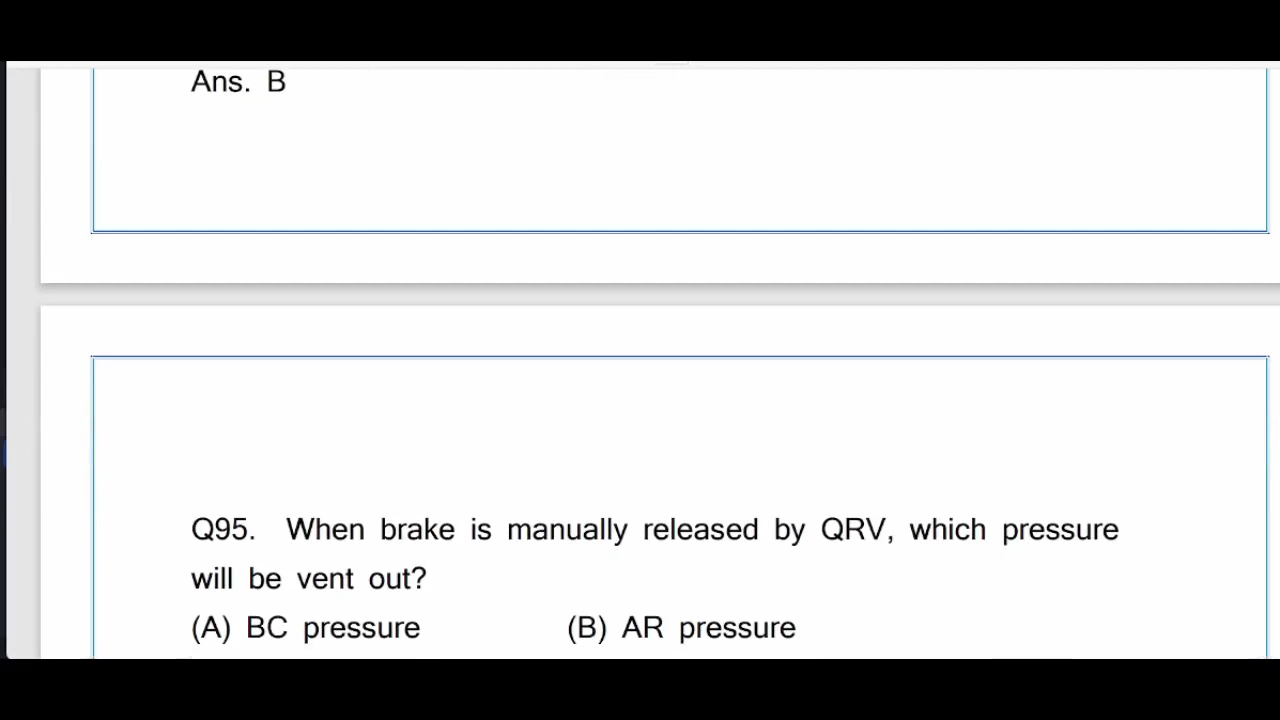 Ans. B
Q95. When brake is manually released by QRV, which pressure
will be vent out?
(A) BC pressure (B) AR pressure